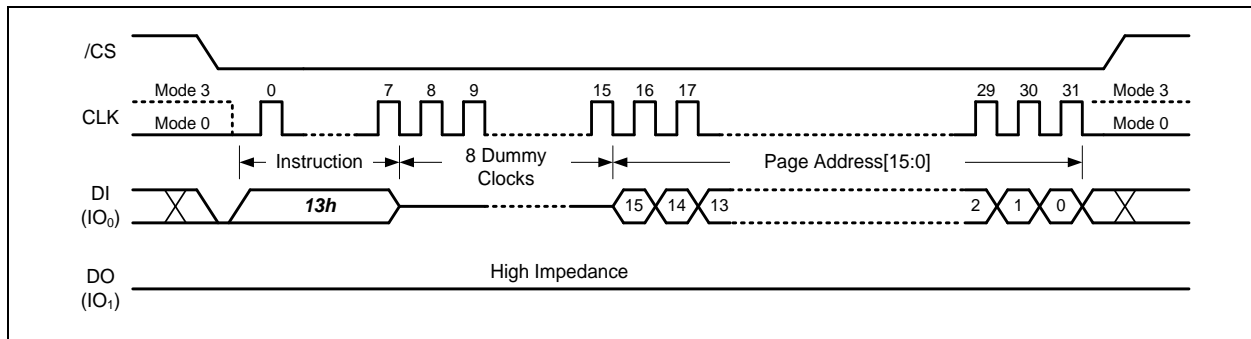 /CS
Mode 3 0 7 8 9 15 16 17 29 30 31 Mode 3
CLK
Mode 0 Mode 0
Instruction 8 Dummy Clocks Page Address[15:0]
DI
(IO₀)
13h 15 14 13 2 1 0
High Impedance
DO
(IO₁)